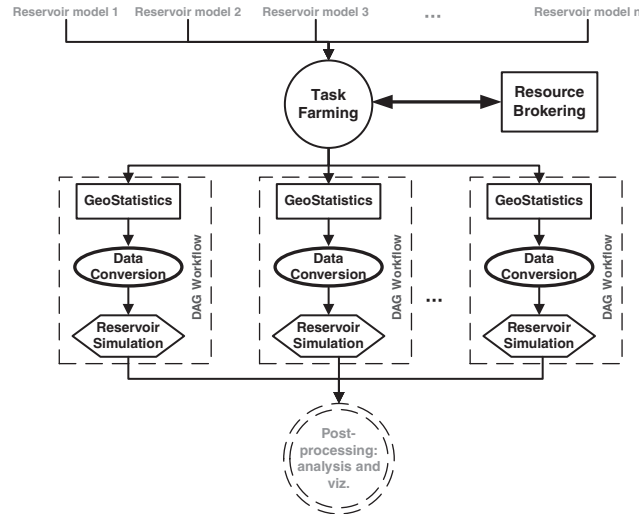 Reservoir model 1 Reservoir model 2 Reservoir model 3 ... Reservoir model n
Task
Farming
Resource
Brokering
GeoStatistics
Data
Conversion
Reservoir
Simulation
DAG Workflow
GeoStatistics
Data
Conversion
Reservoir
Simulation
DAG Workflow
...
GeoStatistics
Data
Conversion
Reservoir
Simulation
DAG Workflow
Post-
processing:
analysis and
viz.